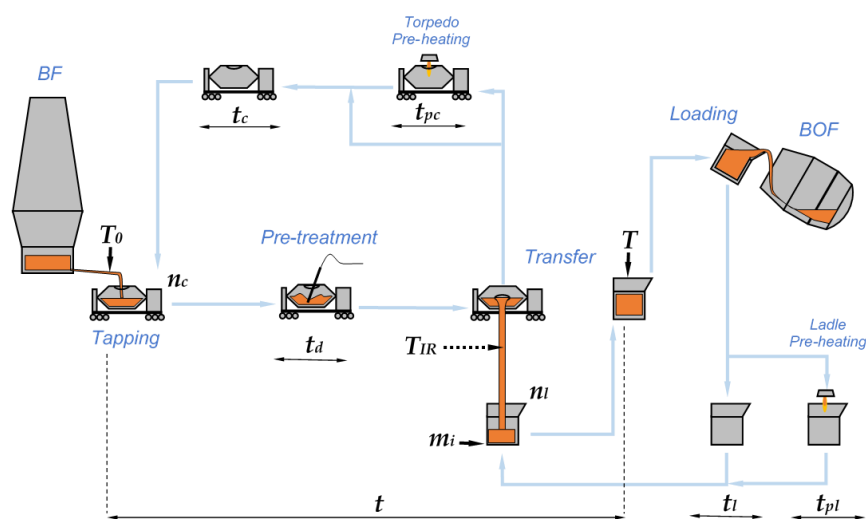 Torpedo
Pre-heating
BF
t_c
t_pc
Loading
BOF
T_0
n_c
Pre-treatment
Transfer
T
Tapping
t_d
T_IR
n_l
m_i
Ladle
Pre-heating
t
t_l
t_pl